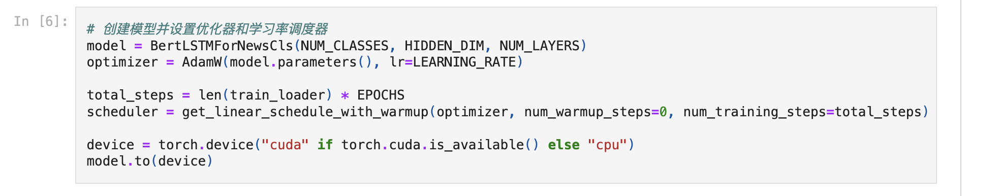 In [6]:
# 创建模型并设置优化器和学习率调度器
model = BertLSTMForNewsCls(NUM_CLASSES, HIDDEN_DIM, NUM_LAYERS)
optimizer = AdamW(model.parameters(), lr=LEARNING_RATE)
total_steps = len(train_loader) * EPOCHS
scheduler = get_linear_schedule_with_warmup(optimizer, num_warmup_steps=0, num_training_steps=total_steps)
device = torch.device("cuda" if torch.cuda.is_available() else "cpu")
model.to(device)